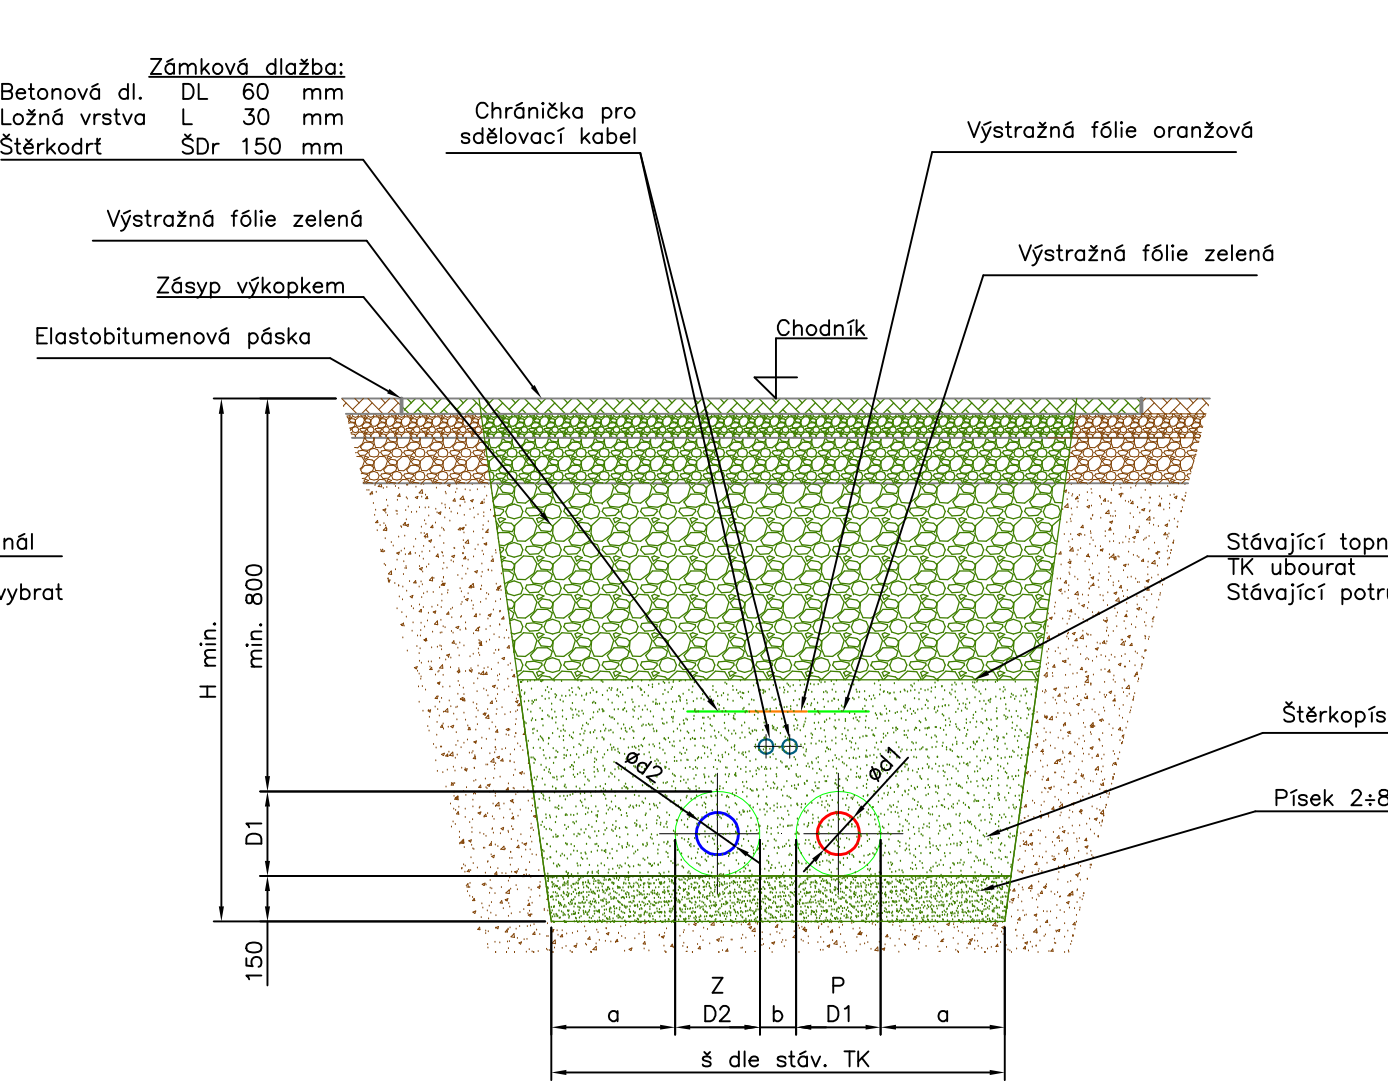 Zámková dlažba:
Betonová dl. DL 60 mm
Ložná vrstva L 30 mm
Štěrkodrť ŠDr 150 mm
Chránička pro
sdělovací kabel
Výstražná fólie oranžová
Výstražná fólie zelená
Výstražná fólie zelená
Zásyp výkopkem
Elastobitumenová páska
Chodník
nál
vybrat
Stávající topn
TK ubourat
Stávající potru
H min.
min. 800
Štěrkopís
Písek 2÷8
ød2
ød1
D1
150
Z
P
a
D2
b
D1
a
š dle stáv. TK